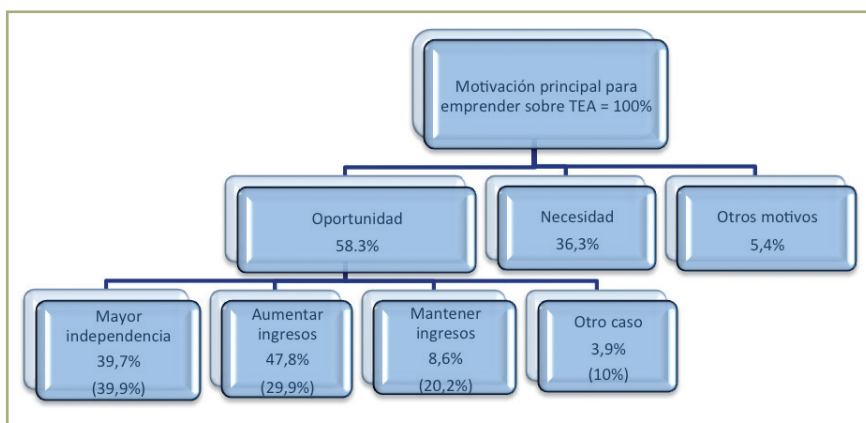 Motivación principal para
emprender sobre TEA = 100%
Oportunidad
58.3%
Necesidad
36,3%
Otros motivos
5,4%
Mayor
independencia
39,7%
(39,9%)
Aumentar
ingresos
47,8%
(29,9%)
Mantener
ingresos
8,6%
(20,2%)
Otro caso
3,9%
(10%)